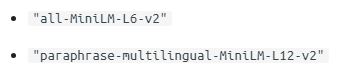 • "all-MiniLM-L6-v2"
• "paraphrase-multilingual-MiniLM-L12-v2"